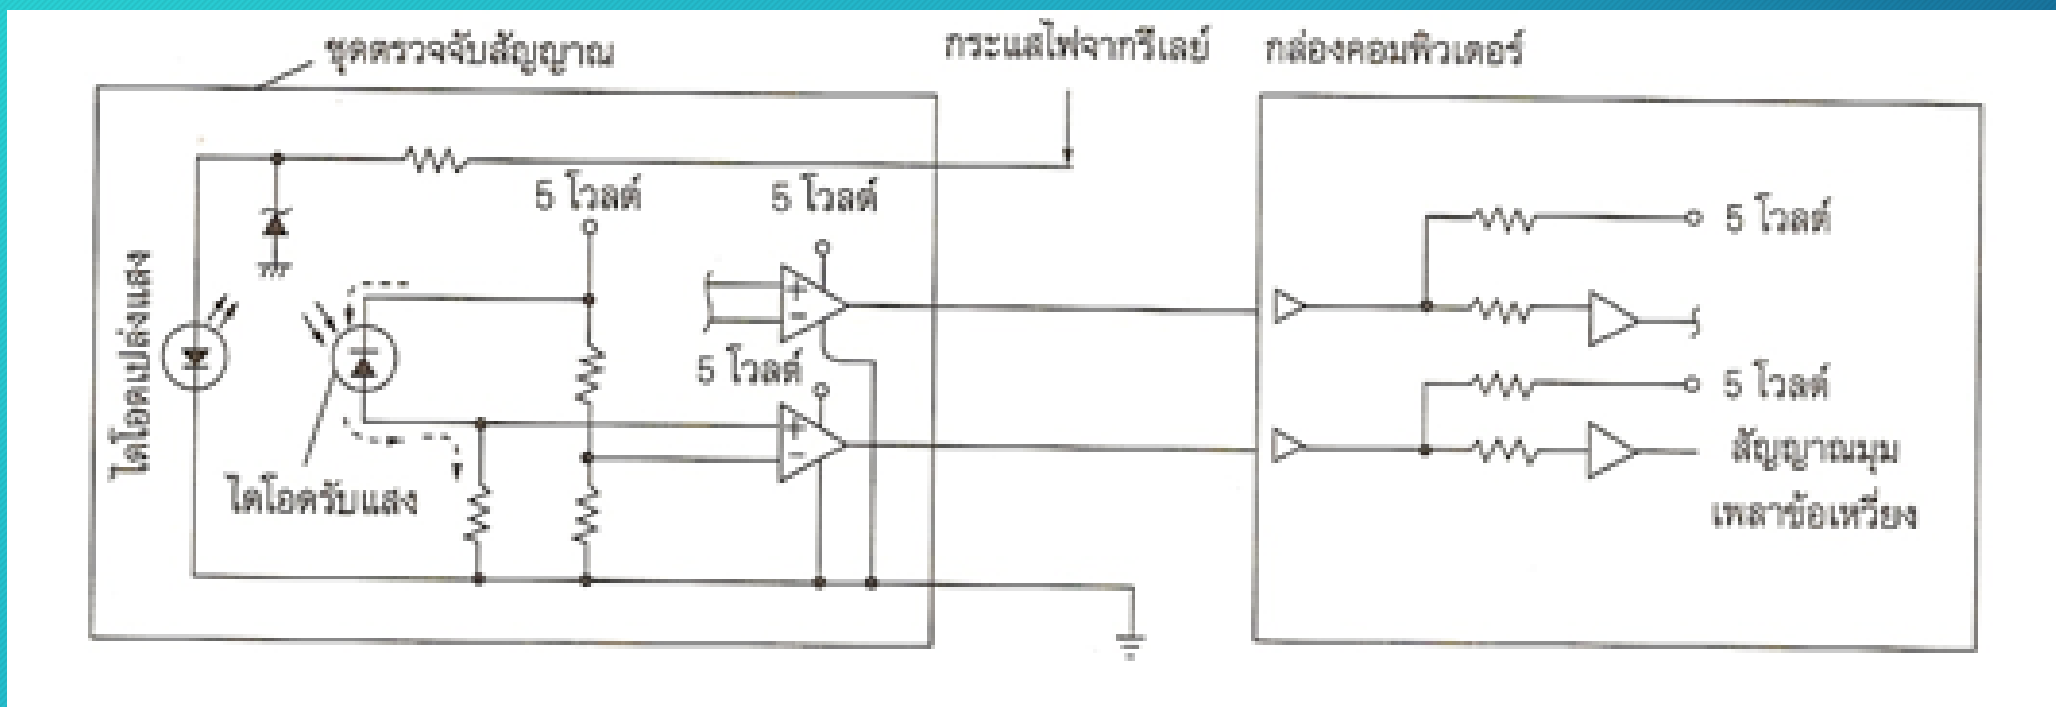 ชุดตรวจจับสัญญาณ
กระแสไฟจากรีเลย์
กล่องคอมพิวเตอร์
5 โวลต์
5 โวลต์
5 โวลต์
5 โวลต์
5 โวลต์
ไดโอดเปล่งแสง
ไดโอดรับแสง
สัญญาณมุม
เพลาข้อเหวี่ยง
+
-
+
-